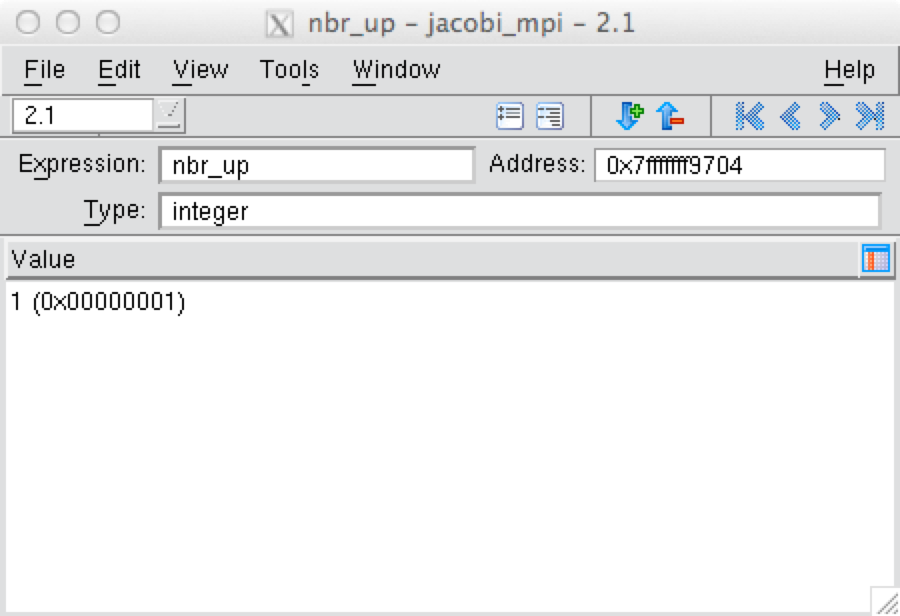 nbr_up – jacobi_mpi – 2.1
File Edit View Tools Window Help
2.1
Expression: nbr_up Address: 0x7fffffff9704
Type: integer
Value
1 (0x00000001)